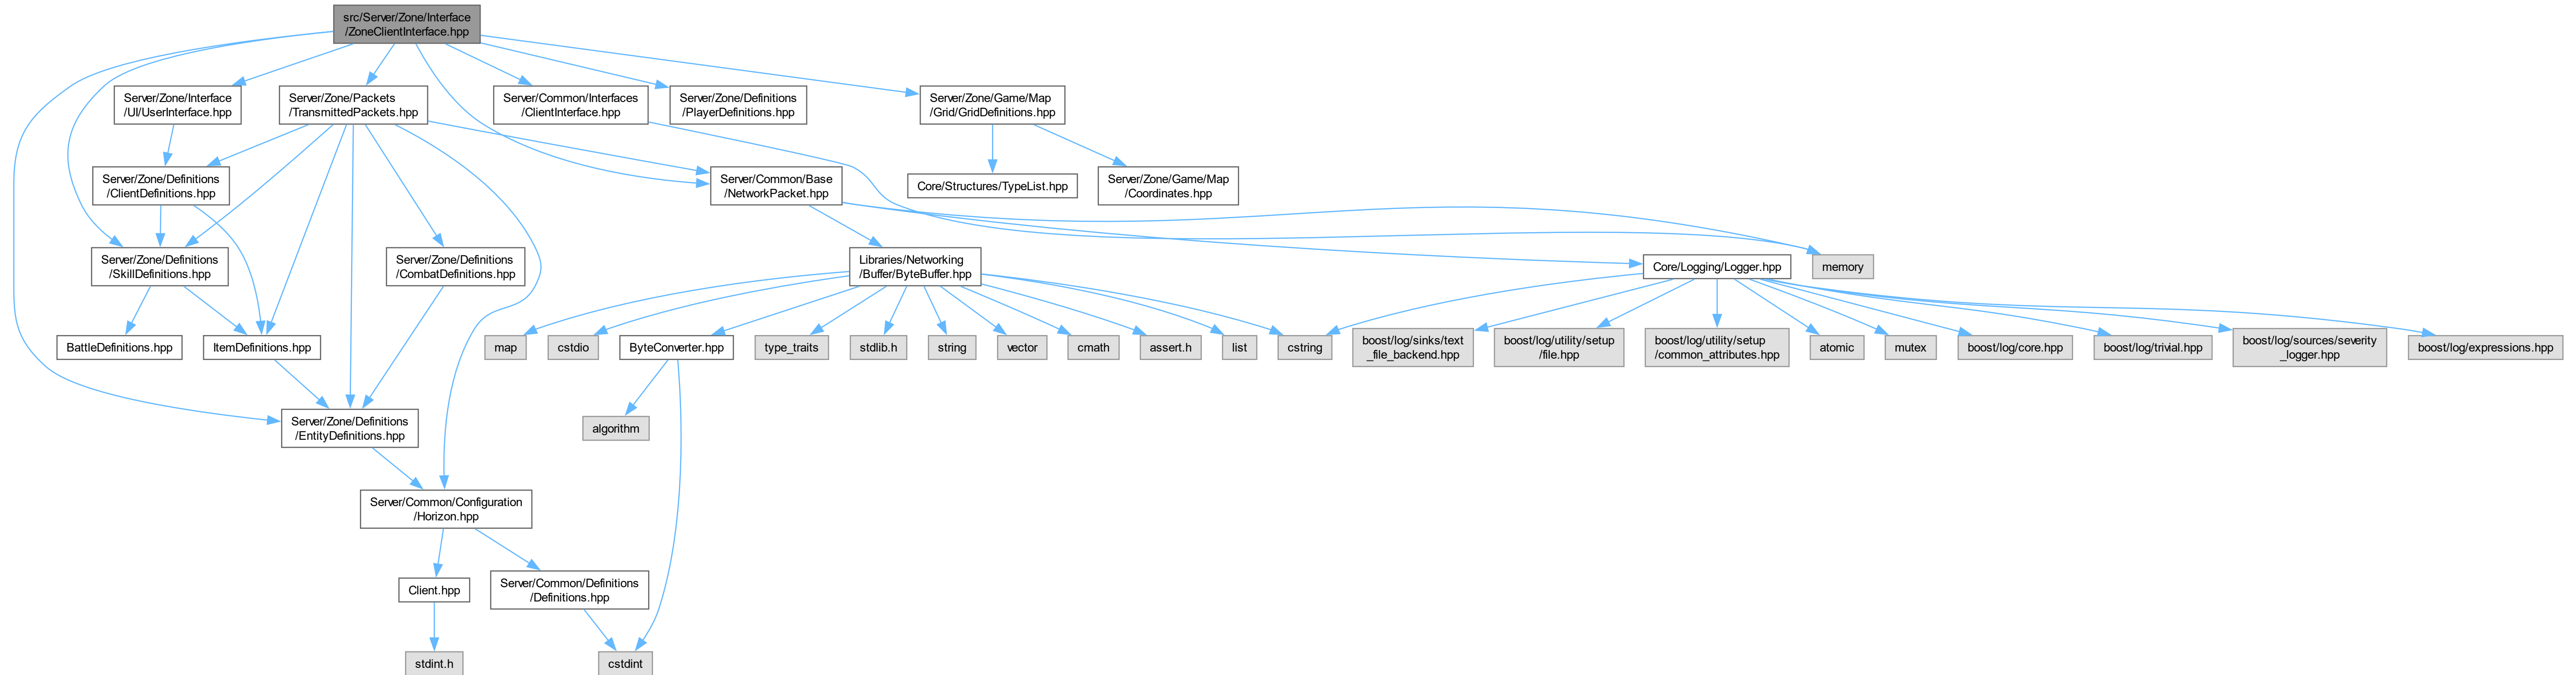 src/Server/Zone/Interface
/ZoneClientInterface.hpp
Server/Zone/Interface
/UI/UserInterface.hpp
Server/Zone/Packets
/TransmittedPackets.hpp
Server/Common/Interfaces
/ClientInterface.hpp
Server/Zone/Definitions
/PlayerDefinitions.hpp
Server/Zone/Game/Map
/Grid/GridDefinitions.hpp
Server/Zone/Definitions
/ClientDefinitions.hpp
Server/Common/Base
/NetworkPacket.hpp
Core/Structures/TypeList.hpp
Server/Zone/Game/Map
/Coordinates.hpp
Server/Zone/Definitions
/SkillDefinitions.hpp
Server/Zone/Definitions
/CombatDefinitions.hpp
Libraries/Networking
/Buffer/ByteBuffer.hpp
Core/Logging/Logger.hpp
memory
BattleDefinitions.hpp
ItemDefinitions.hpp
map
cstdio
ByteConverter.hpp
type_traits
stdlib.h
string
vector
cmath
assert.h
list
cstring
boost/log/sinks/text
_file_backend.hpp
boost/log/utility/setup
/file.hpp
boost/log/utility/setup
/common_attributes.hpp
atomic
mutex
boost/log/core.hpp
boost/log/trivial.hpp
boost/log/sources/severity
_logger.hpp
boost/log/expressions.hpp
Server/Zone/Definitions
/EntityDefinitions.hpp
algorithm
Server/Common/Configuration
/Horizon.hpp
Client.hpp
Server/Common/Definitions
/Definitions.hpp
stdint.h
cstdint